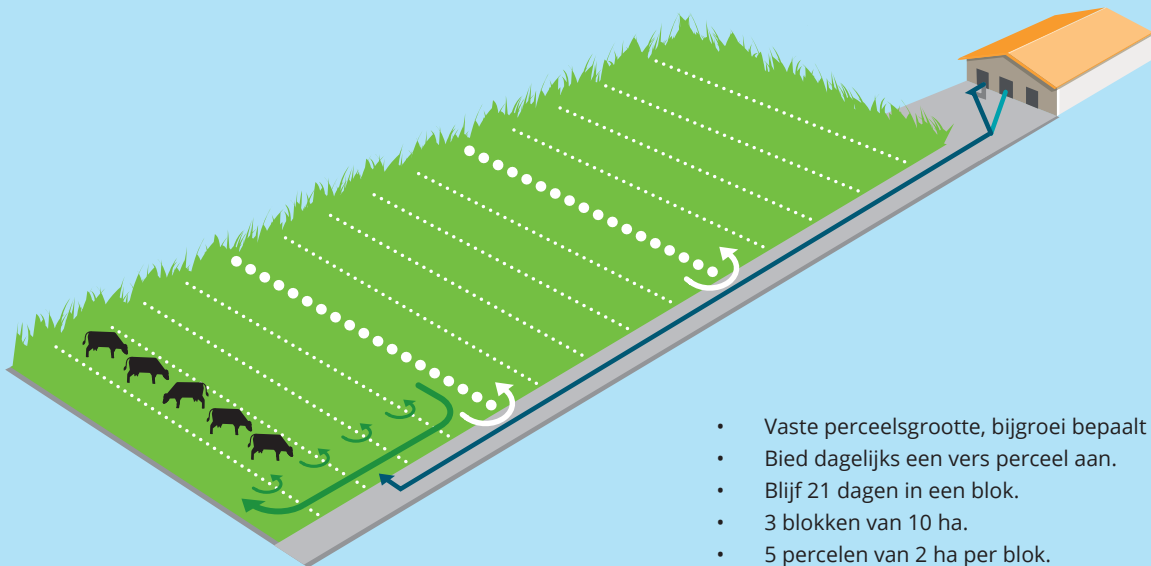 • Vaste perceelsgrootte, bijgroei bepaalt
• Bied dagelijks een vers perceel aan.
• Blijf 21 dagen in een blok.
• 3 blokken van 10 ha.
• 5 percelen van 2 ha per blok.